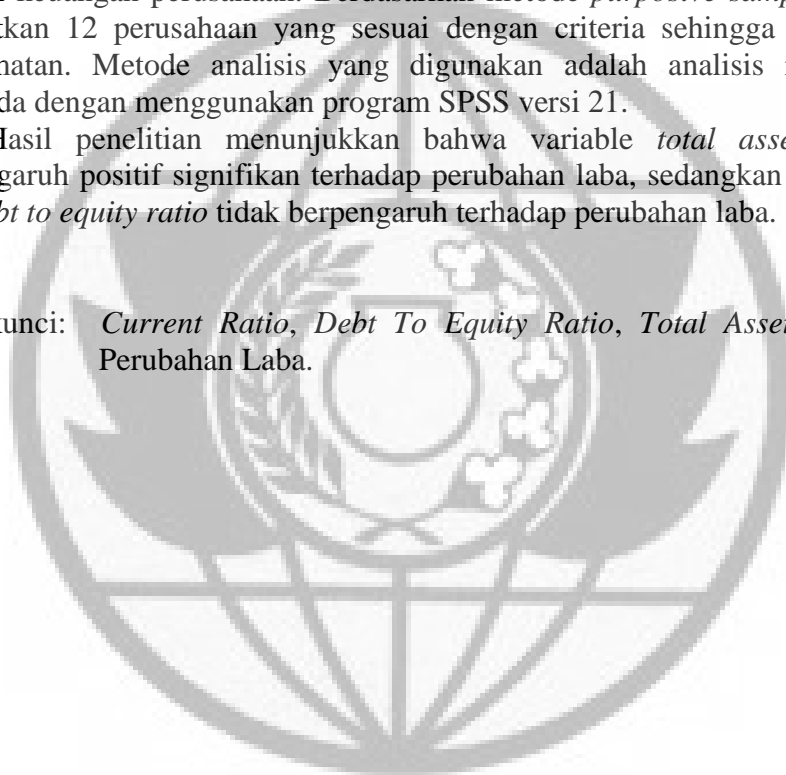 keuangan perusahaan. Berdasarkan metode purposive samp
tkan 12 perusahaan yang sesuai dengan criteria sehingga
natan. Metode analisis yang digunakan adalah analisis
da dengan menggunakan program SPSS versi 21.
Hasil penelitian menunjukkan bahwa variable total asse
garuh positif signifikan terhadap perubahan laba, sedangkan
bt to equity ratio tidak berpengaruh terhadap perubahan laba.
unci: Current Ratio, Debt To Equity Ratio, Total Asse
Perubahan Laba.